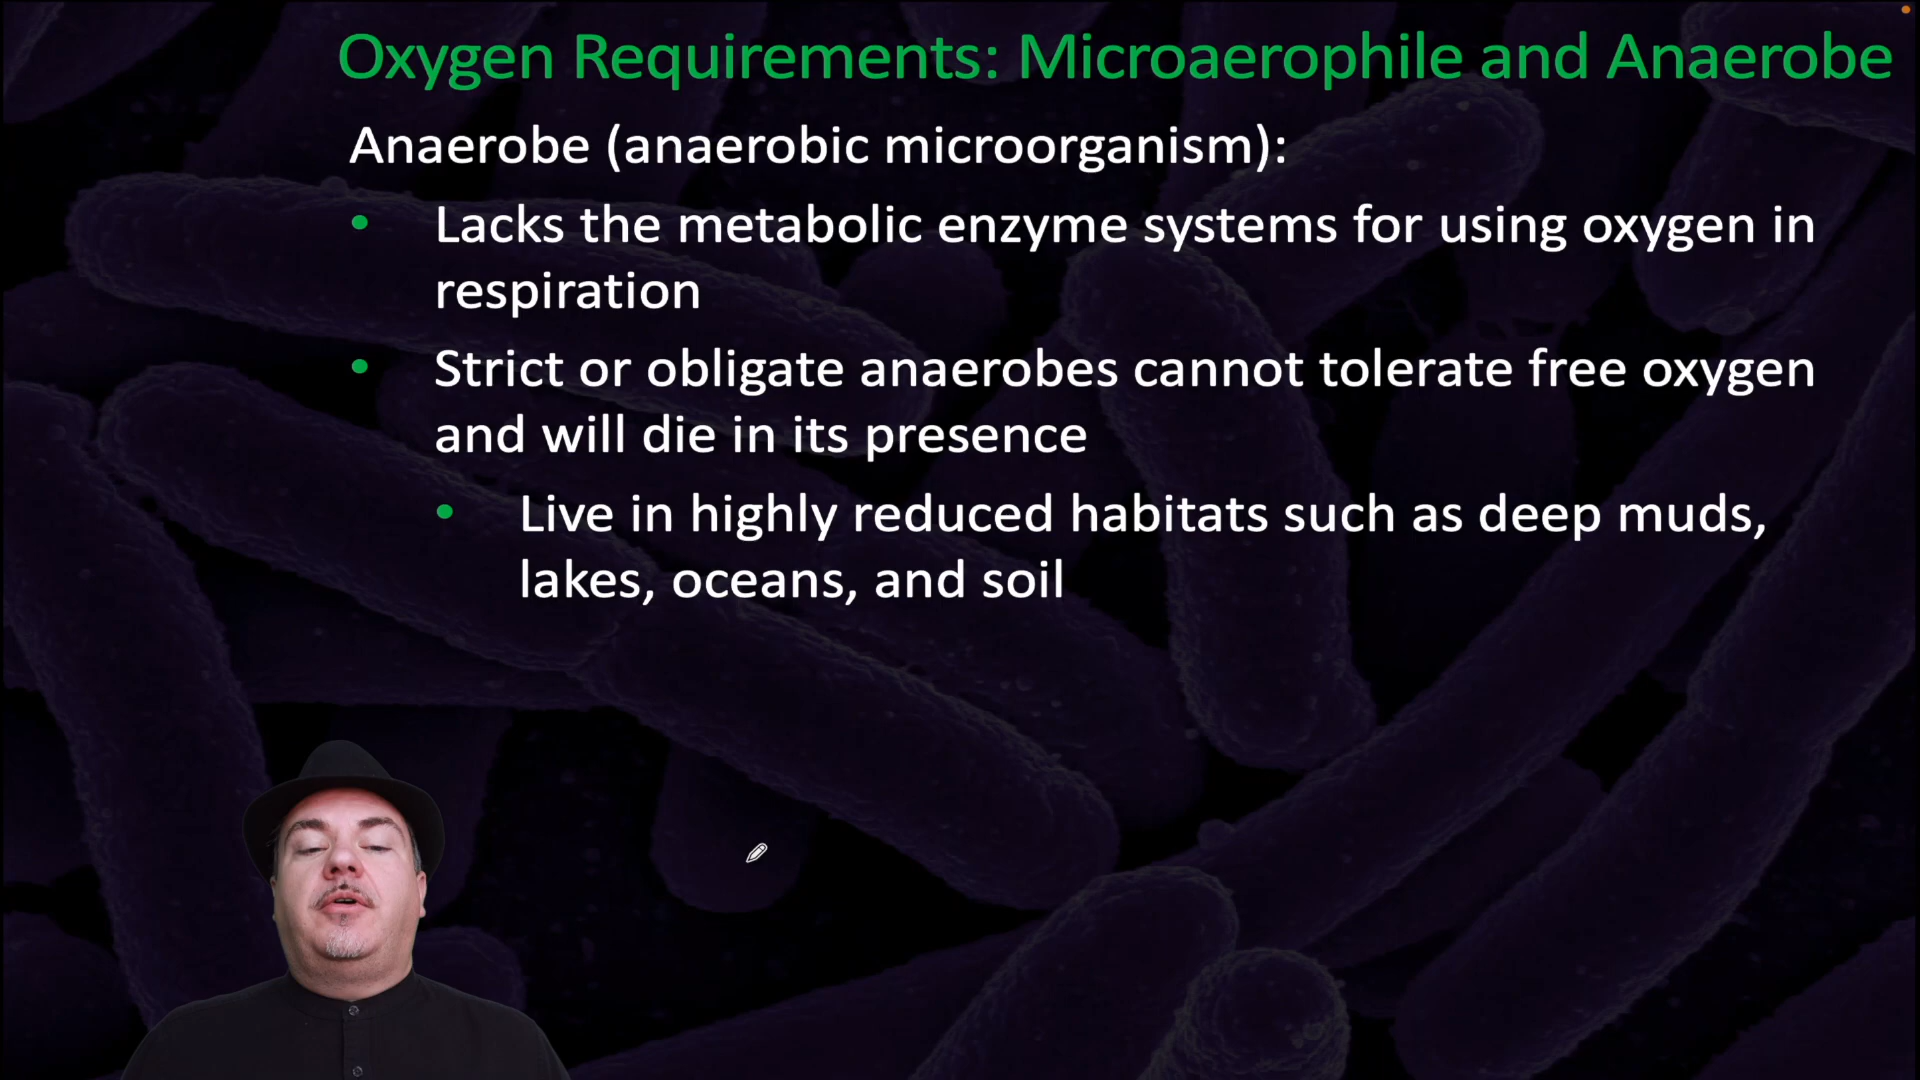 Oxygen Requirements: Microaerophile and Anaerobe
Anaerobe (anaerobic microorganism):
• Lacks the metabolic enzyme systems for using oxygen in
respiration
• Strict or obligate anaerobes cannot tolerate free oxygen
and will die in its presence
• Live in highly reduced habitats such as deep muds,
lakes, oceans, and soil